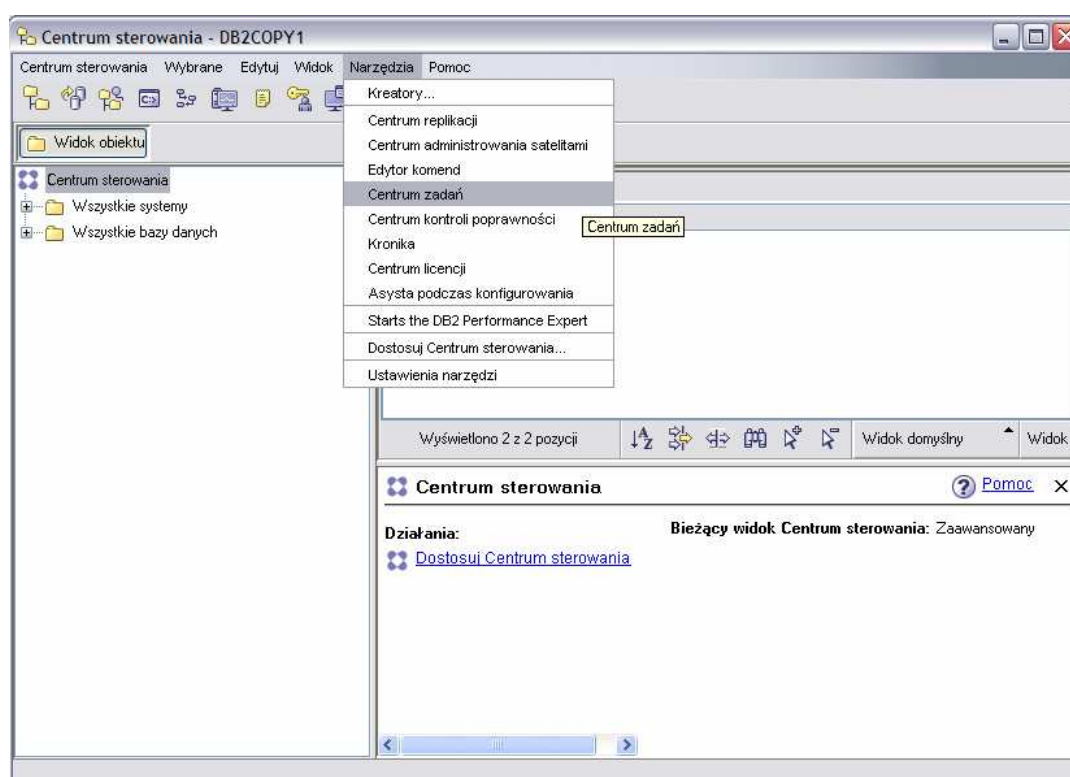 Centrum sterowania - DB2COPY1
Centrum sterowania Wybrane Edytuj Widok Narzędzia Pomoc
Kreatory...
Centrum replikacji
Centrum administrowania satelitami
Edytor komend
Centrum zadań
Centrum kontroli poprawności
Centrum zadań
Kronika
Centrum licencji
Asysta podczas konfigurowania
Starts the DB2 Performance Expert
Dostosuj Centrum sterowania...
Ustawienia narzędzi
Widok obiektu
Centrum sterowania
Wszystkie systemy
Wszystkie bazy danych
Wyświetlono 2 z 2 pozycji
Widok domyślny
Widok
Centrum sterowania
Pomoc
Działania:
Dostosuj Centrum sterowania
Bieżący widok Centrum sterowania: Zaawansowany